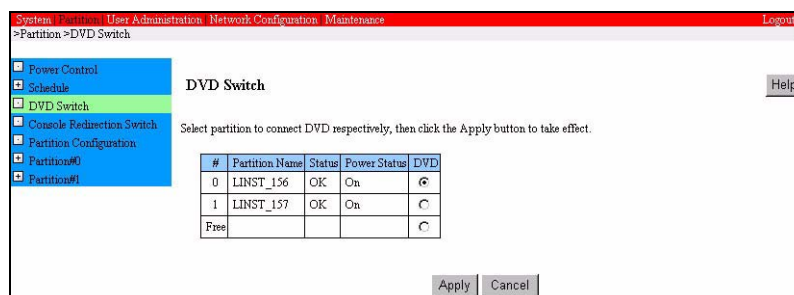 System | Partition | User Administration | Network Configuration | Maintenance Logout
>Partition >DVD Switch
Power Control
Schedule
DVD Switch
Console Redirection Switch
Partition Configuration
Partition#0
Partition#1
DVD Switch
Help
Select partition to connect DVD respectively, then click the Apply button to take effect.
# Partition Name Status Power Status DVD
0 LINST_156 OK On
1 LINST_157 OK On
Free
Apply Cancel